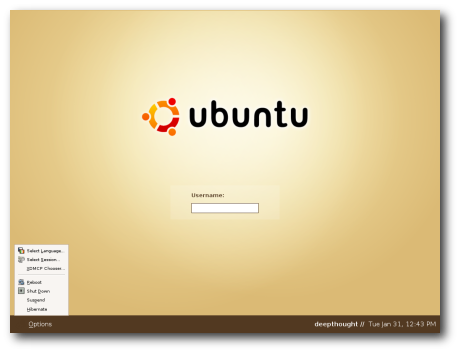 ubuntu
Username:
Select Language...
Select Session...
XDMCP Chooser...
Reboot
Shut Down
Suspend
Hibernate
Options
deepthought // Tue Jan 31, 12:43 PM